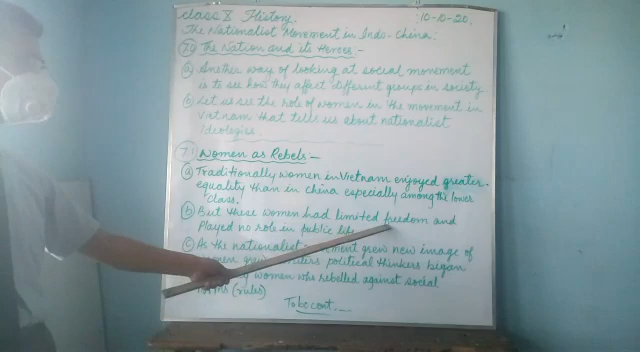 Class 8 History. 10-10-20.
The Nationalist Movement in Indo-China:
7.0 The Nation and its Heroes:-
(a) Another way of looking at social movement
is to see how they affect different groups in society
(b) Let us see the role of women in the movement in
Vietnam that tells us about nationalist
Ideologies.
7.1 Women as Rebels:-
(a) Traditionally women in Vietnam enjoyed greater
equality than in China especially among the lower
class.
(b) But these women had limited freedom and
Played no role in public life
(c) As the nationalist grew new image of
political thinkers began
women who rebelled against social
(rules)
To be cont. ....